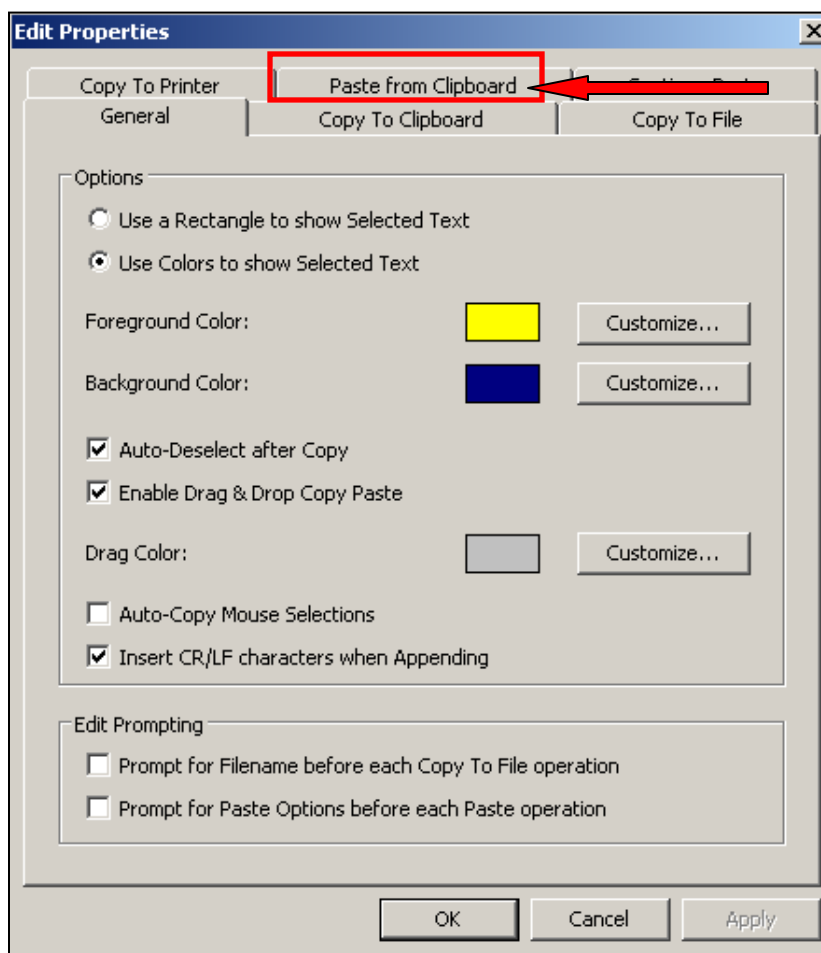 Edit Properties
Copy To Printer Paste from Clipboard
General Copy To Clipboard Copy To File
Options
Use a Rectangle to show Selected Text
Use Colors to show Selected Text
Foreground Color: Customize...
Background Color: Customize...
Auto-Deselect after Copy
Enable Drag & Drop Copy Paste
Drag Color: Customize...
Auto-Copy Mouse Selections
Insert CR/LF characters when Appending
Edit Prompting
Prompt for Filename before each Copy To File operation
Prompt for Paste Options before each Paste operation
OK Cancel Apply